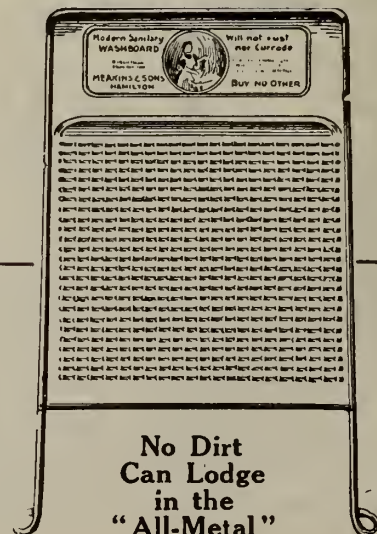 Modern Sanitary
WASHBOARD
MEAKINS & SONS
HAMILTON
Will not rust
nor Corrode
BUY NO OTHER
No Dirt
Can Lodge
in the
"All-Metal"